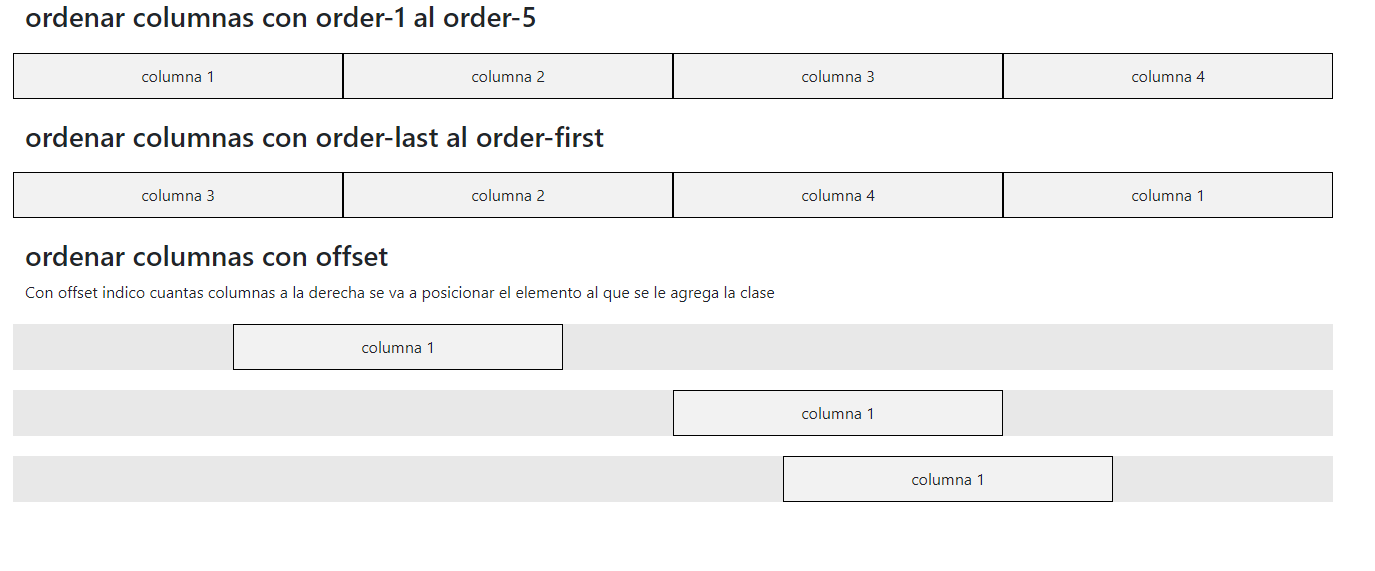 ordenar columnas con order-1 al order-5
columna 1 columna 2 columna 3 columna 4
ordenar columnas con order-last al order-first
columna 3 columna 2 columna 4 columna 1
ordenar columnas con offset
Con offset indico cuantas columnas a la derecha se va a posicionar el elemento al que se le agrega la clase
columna 1
columna 1
columna 1